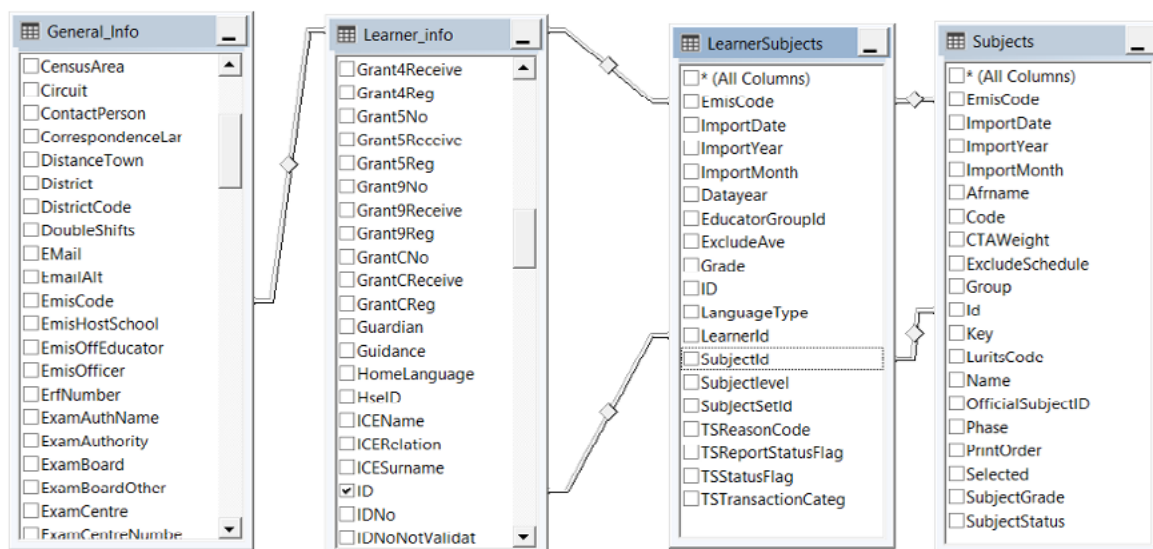 General_Info
CensusArea
Circuit
ContactPerson
CorrespondenceLar
DistanceTown
District
DistrictCode
DoubleShifts
EMail
EmailAlt
EmisCode
EmisHostSchool
EmisOffEducator
EmisOfficer
ErfNumber
ExamAuthName
ExamAuthority
ExamBoard
ExamBoardOther
ExamCentre
ExamCentreNumbe
Learner_info
Grant4Receive
Grant4Reg
Grant5No
Grant5Receive
Grant5Reg
Grant9No
Grant9Receive
Grant9Reg
GrantCNo
GrantCReceive
GrantCReg
Guardian
Guidance
HomeLanguage
HseID
ICEName
ICERelation
ICESurname
ID
IDNo
IDNoNotValidat
LearnerSubjects
* (All Columns)
EmisCode
ImportDate
ImportYear
ImportMonth
Datayear
EducatorGroupId
ExcludeAve
Grade
ID
LanguageType
LearnerId
SubjectId
Subjectlevel
SubjectSetId
TSReasonCode
TSReportStatusFlag
TSStatusFlag
TSTransactionCateg
Subjects
* (All Columns)
EmisCode
ImportDate
ImportYear
ImportMonth
Afrname
Code
CTAWeight
ExcludeSchedule
Group
Id
Key
LuritsCode
Name
OfficialSubjectID
Phase
PrintOrder
Selected
SubjectGrade
SubjectStatus